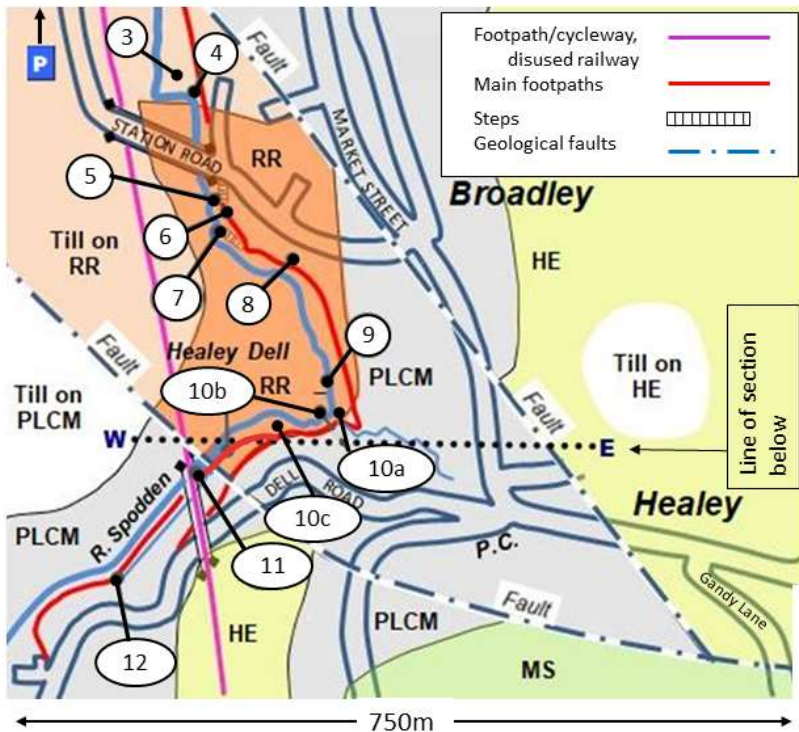 P
3
4
Fault
Footpath/cycleway,
disused railway
Main footpaths
Steps
Geological faults
STATION ROAD
RR
MARKET STREET
Broadley
5
6
7
8
HE
Till on
RR
Fault
Healey Dell
9
Till on
HE
10b
RR
PLCM
Till on
PLCM
Fault
W
E
Line of section
below
10a
R. Spodden
DELL
ROAD
10c
Healey
PLCM
11
P.C.
Gandy Lane
Fault
12
HE
PLCM
MS
750m